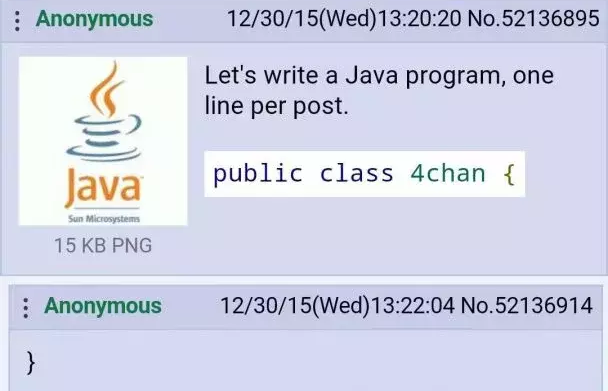 Anonymous 12/30/15(Wed)13:20:20 No.52136895
Let's write a Java program, one
line per post.
public class 4chan {
Java
Sun Microsystems
15 KB PNG
Anonymous 12/30/15(Wed)13:22:04 No.52136914
}